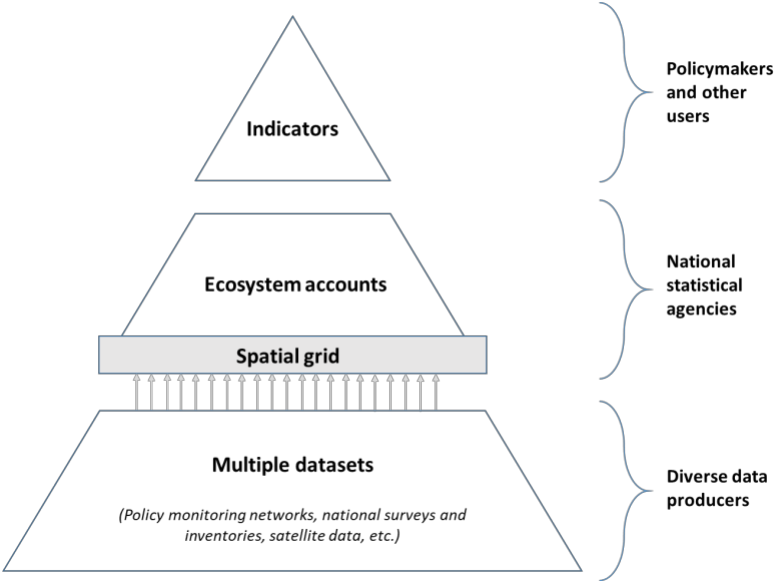 Indicators
Policymakers
and other
users
Ecosystem accounts
National
statistical
agencies
Spatial grid
Multiple datasets
(Policy monitoring networks, national surveys and
inventories, satellite data, etc.)
Diverse data
producers